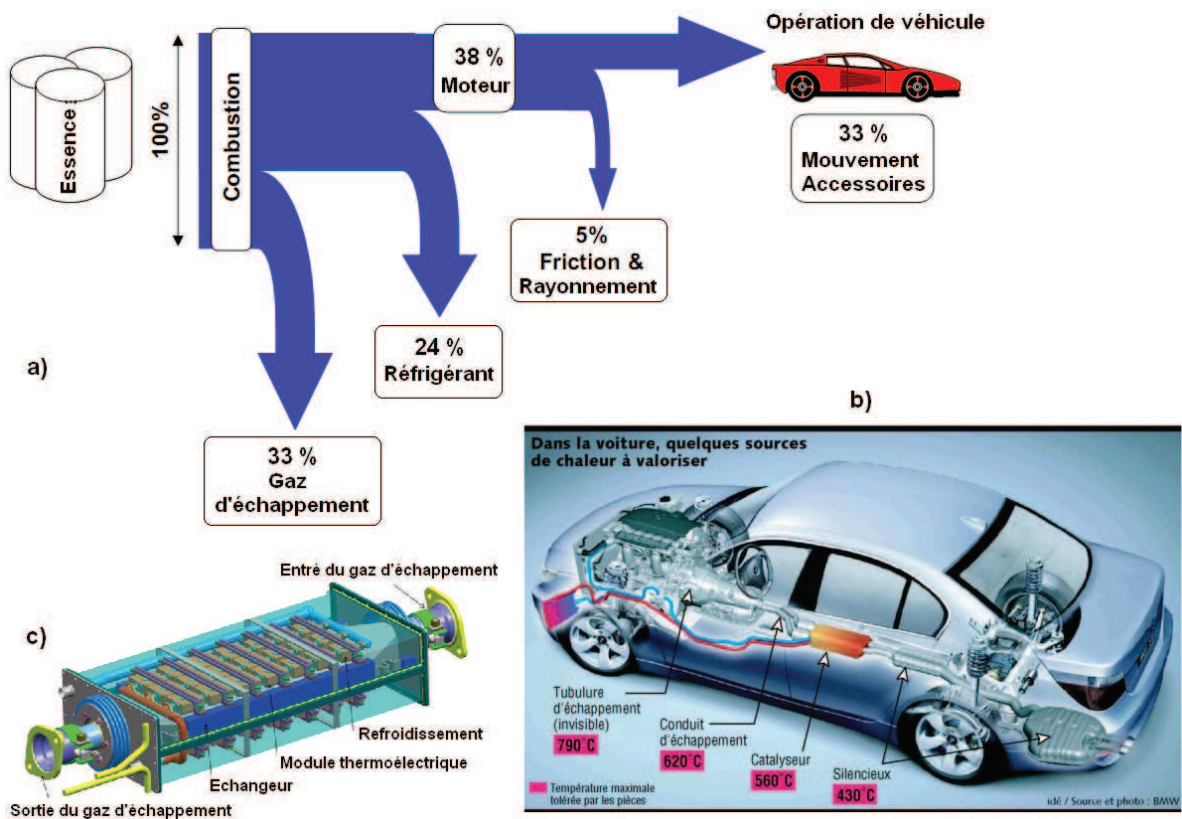 Essence :
100%
Combustion
38 %
Moteur
Opération de véhicule
33 %
Mouvement
Accessoires
5%
Friction &
Rayonnement
24 %
Réfrigérant
33 %
Gaz
d'échappement
a)
b)
Dans la voiture, quelques sources
de chaleur à valoriser
Tubulure
d'échappement
(invisible)
790°C
Conduit
d'échappement
620°C
Catalyseur
560°C
Silencieux
430°C
Température maximale
tolérée par les pièces
idé / Source et photo : BMW
c)
Entré du gaz d'échappement
Refroidissement
Module thermoélectrique
Echangeur
Sortie du gaz d'échappement